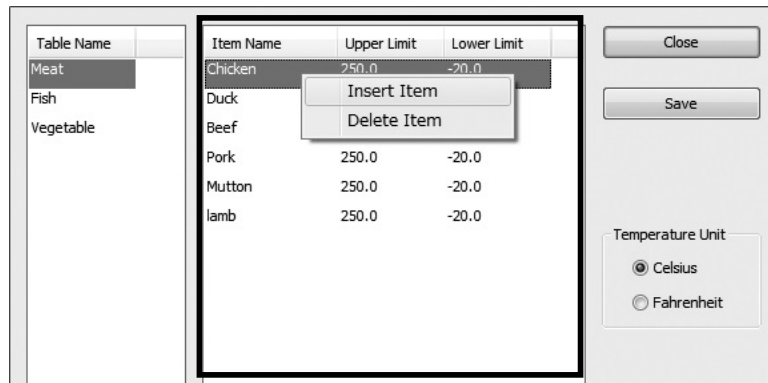 Table Name
Meat
Fish
Vegetable
Item Name Upper Limit Lower Limit
Chicken 250.0 -20.0
Duck
Beef
Pork 250.0 -20.0
Mutton 250.0 -20.0
lamb 250.0 -20.0
Insert Item
Delete Item
Close
Save
Temperature Unit
Celsius
Fahrenheit